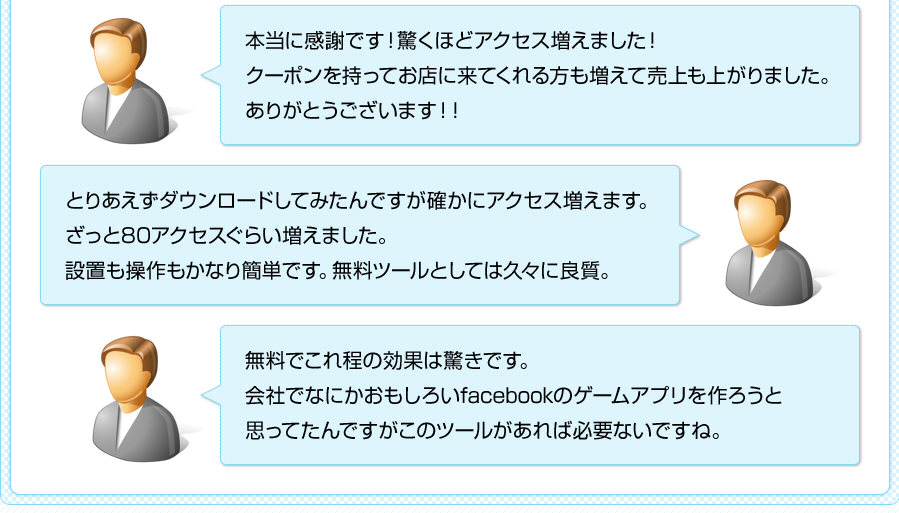 本当に感謝です！驚くほどアクセス増えました！
クーポンを持ってお店に来てくれる方も増えて売上も上がりました。
ありがとうございます！！
とりあえずダウンロードしてみたんですが確かにアクセス増えます。
ざっと80アクセスぐらい増えました。
設置も操作もかなり簡単です。無料ツールとしては久々に良質。
無料でこれ程の効果は驚きです。
会社でなにかおもしろいfacebookのゲームアプリを作ろうと
思ってたんですがこのツールがあれば必要ないですね。